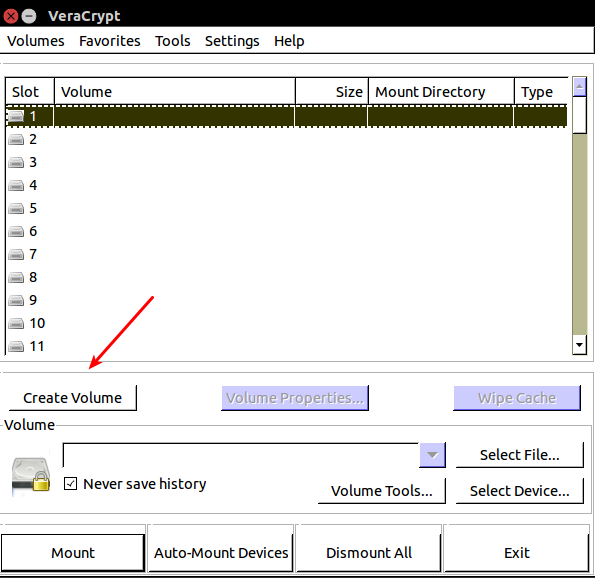 VeraCrypt
Volumes Favorites Tools Settings Help
Slot Volume Size Mount Directory Type
1
2
3
4
5
6
7
8
9
10
11
Create Volume Volume Properties... Wipe Cache
Volume
Select File...
Never save history
Volume Tools... Select Device...
Mount Auto-Mount Devices Dismount All Exit